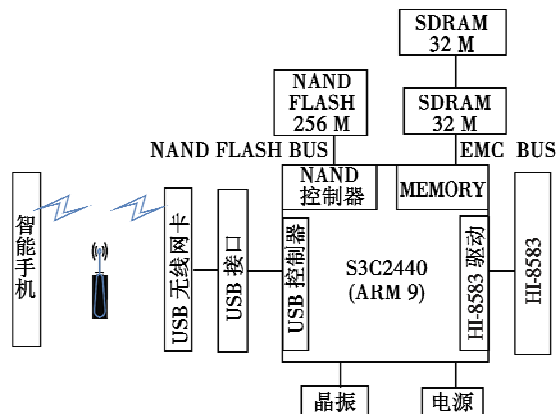 SDRAM
32 M
NAND
FLASH
256 M
SDRAM
32 M
NAND FLASH BUS
EMC BUS
NAND
控制器
MEMORY
智能手机
USB 无线网卡
USB 接口
USB 控制器
S3C2440
(ARM 9)
HI-8583 驱动
HI-8583
晶振
电源